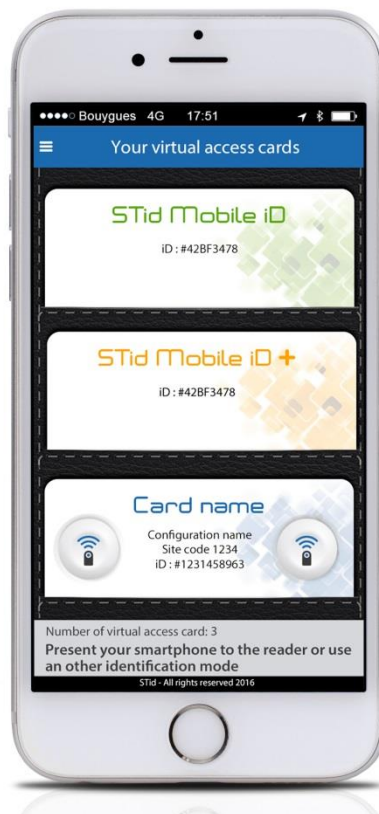 Bouygues 4G 17:51
Your virtual access cards
STid Mobile iD
iD : #42BF3478
STid Mobile iD +
iD : #42BF3478
Card name
Configuration name
Site code 1234
iD : #1231458963
Number of virtual access card: 3
Present your smartphone to the reader or use
an other identification mode
STid - All rights reserved 2016